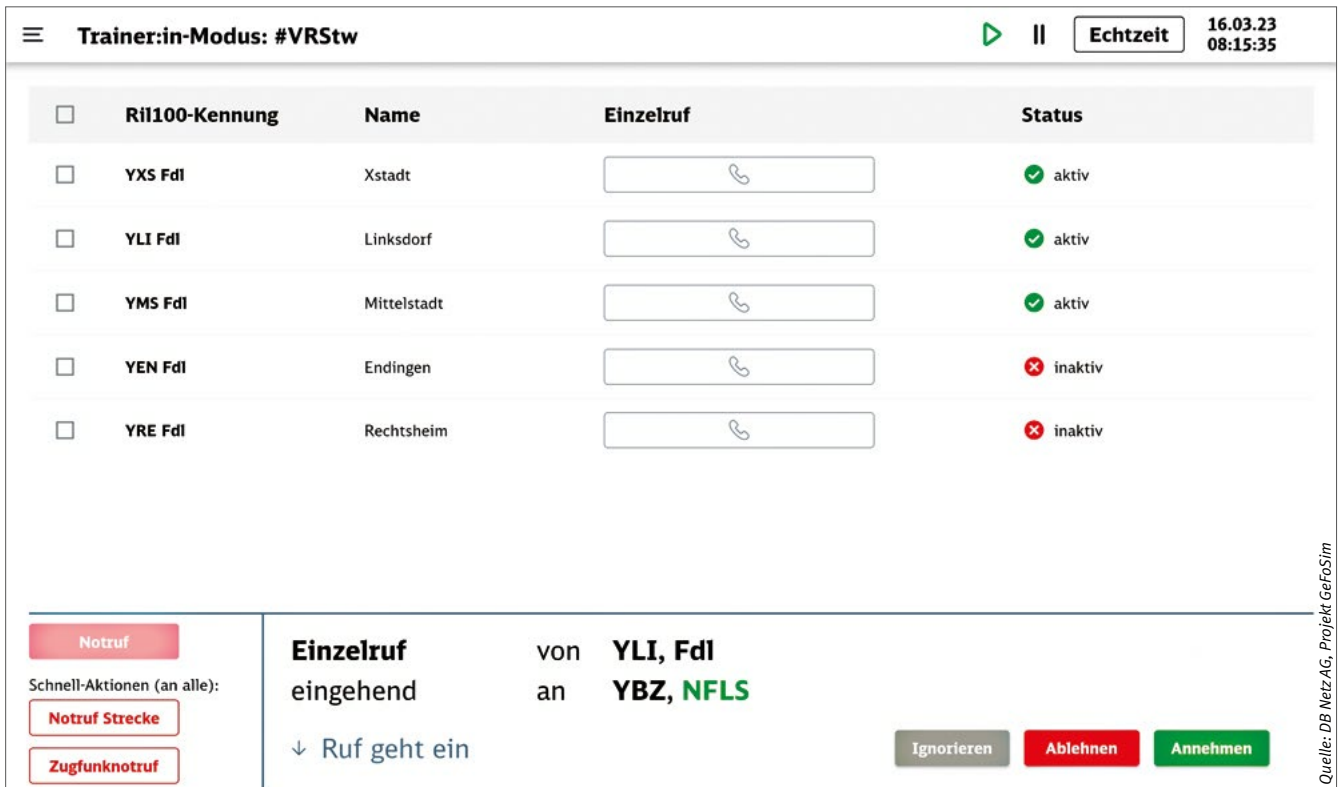 Trainer:in-Modus: #VRStw
Echtzeit
16.03.23
08:15:35
Ril100-Kennung Name Einzelruf Status
YXS Fdl Xstadt aktiv
YLI Fdl Linksdorf aktiv
YMS Fdl Mittelstadt aktiv
YEN Fdl Endingen inaktiv
YRE Fdl Rechtsheim inaktiv
Notruf
Schnell-Aktionen (an alle):
Notruf Strecke
Zugfunknotruf
Einzelruf von YLI, Fdl
eingehend an YBZ, NFLS
↓ Ruf geht ein
Ignorieren Ablehnen Annehmen
Quelle: DB Netz AG, Projekt GeFoSim